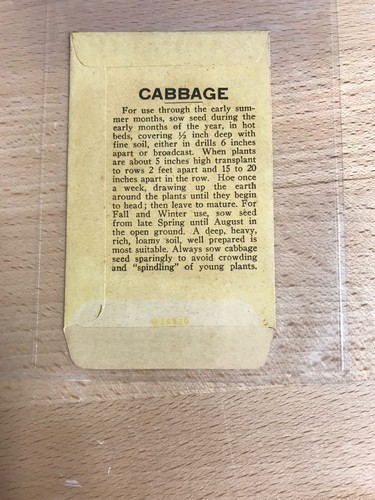 CABBAGE
For use through the early sum-
mer months, sow seed during the
early months of the year, in hot
beds, covering ½ inch deep with
fine soil, either in drills 6 inches
apart or broadcast. When plants
are about 5 inches high transplant
to rows 2 feet apart and 15 to 20
inches apart in the row. Hoe once
a week, drawing up the earth
around the plants until they begin
to head; then leave to mature. For
Fall and Winter use, sow seed
from late Spring until August in
the open ground. A deep, heavy,
rich, loamy soil, well prepared is
most suitable. Always sow cabbage
seed sparingly to avoid crowding
and "spindling" of young plants.